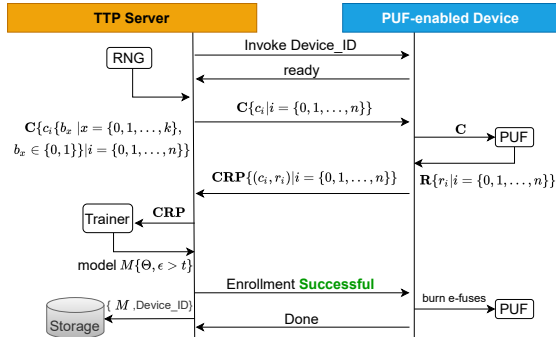 TTP Server
PUF-enabled Device
Invoke Device_ID
RNG
ready
C{c_i|i = {0, 1, . . . , n}}
C{c_i{b_x |x = {0, 1, . . . , k},
b_x ∈ {0, 1}}|i = {0, 1, . . . , n}}
C
PUF
CRP{(c_i, r_i)|i = {0, 1, . . . , n}}
R{r_i|i = {0, 1, . . . , n}}
CRP
Trainer
model M{Θ, ϵ > t}
Enrollment Successful
burn e-fuses
{ M ,Device_ID}
PUF
Storage
Done